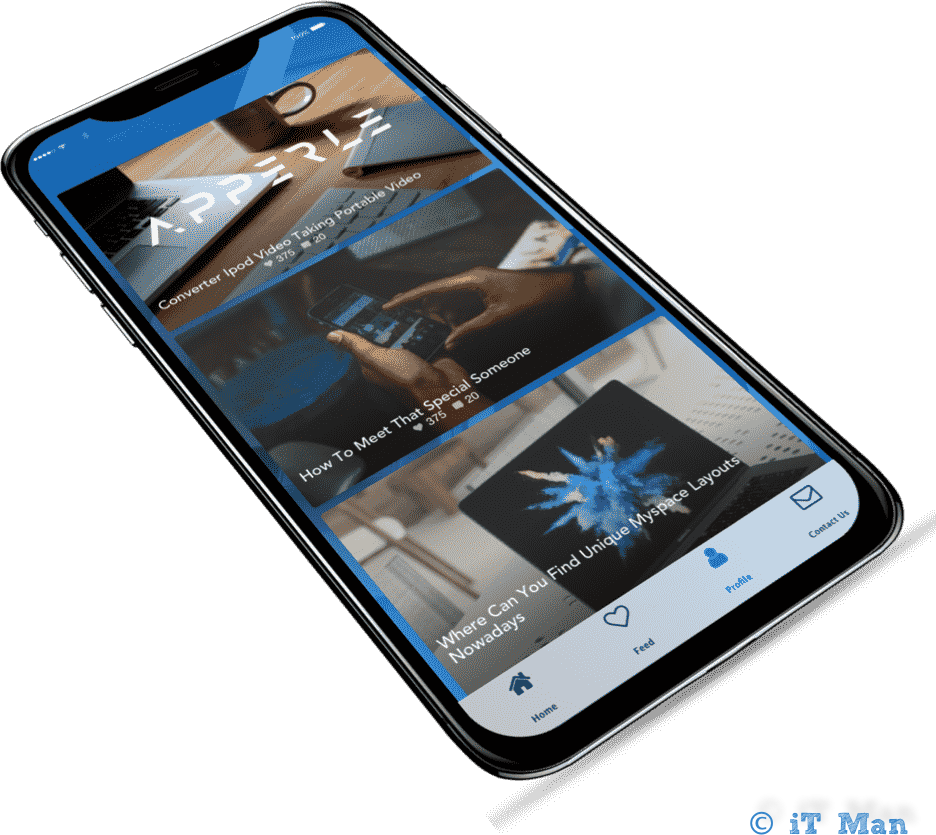 100%
APPERLE
Converter Ipod Video Taking Portable Video
375 20
How To Meet That Special Someone
375 20
Where Can You Find Unique Myspace Layouts
Nowadays
Home
Feed
Profile
Contact Us
© iT Man